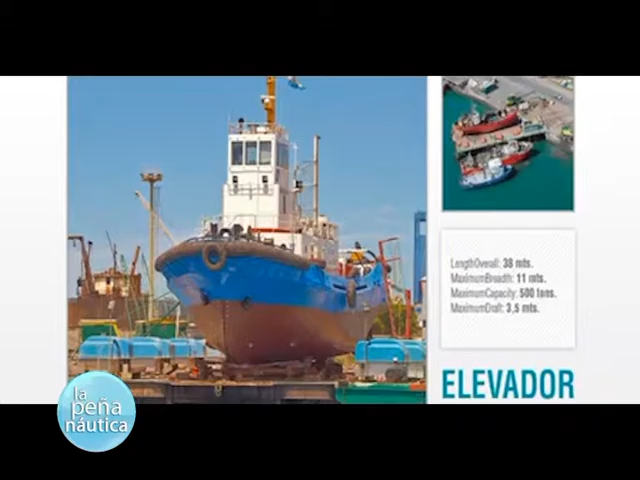 LengthOverall: 38 mts.
MaximumBreadth: 11 mts.
MaximumCapacity: 500 tons.
MaximumDraft: 3,5 mts.
ELEVADOR
la
peña
náutica